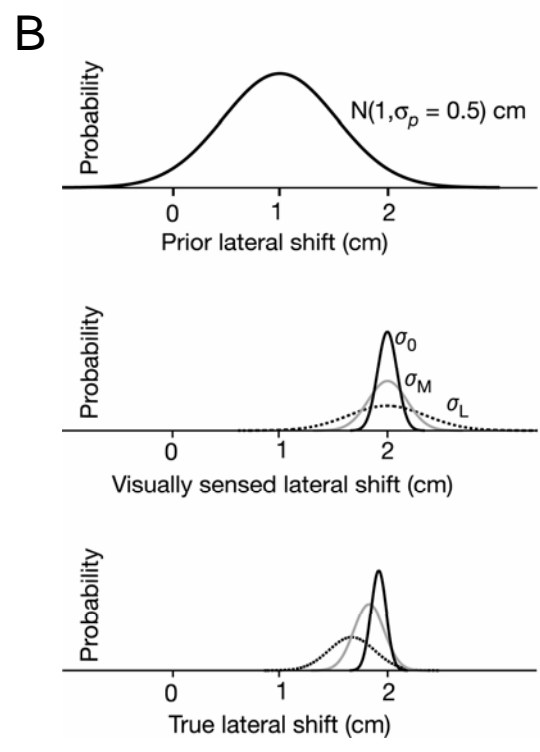 B
Probability
N(1,σp = 0.5) cm
0 1 2
Prior lateral shift (cm)
Probability
σ0
σM
σL
0 1 2
Visually sensed lateral shift (cm)
Probability
0 1 2
True lateral shift (cm)